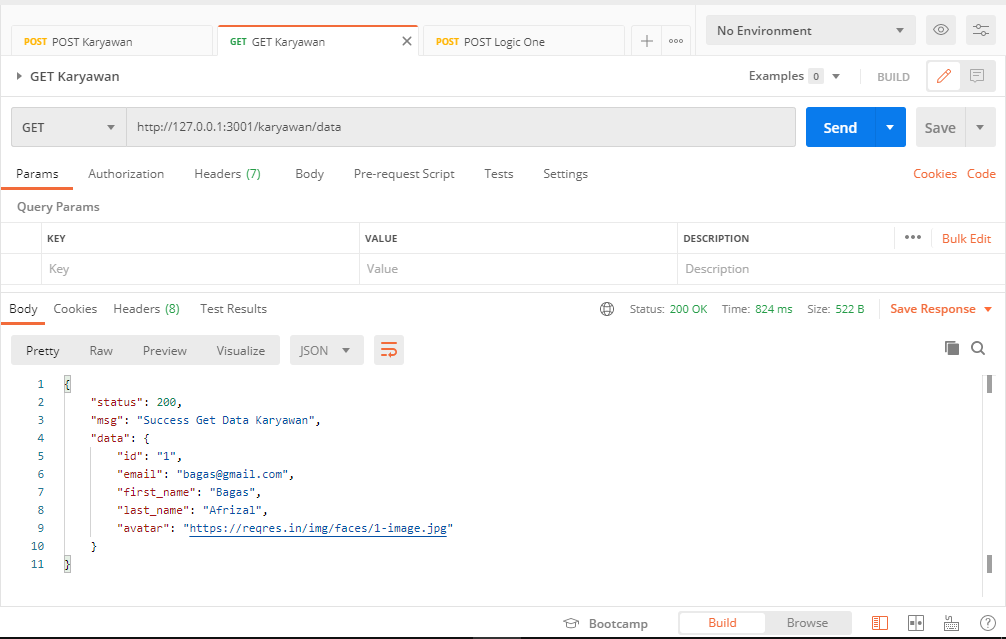 POST POST Karyawan GET GET Karyawan POST POST Logic One No Environment
GET Karyawan Examples 0 BUILD
GET http://127.0.0.1:3001/karyawan/data Send Save
Params Authorization Headers (7) Body Pre-request Script Tests Settings Cookies Code
Query Params
KEY VALUE DESCRIPTION Bulk Edit
Key Value Description
Body Cookies Headers (8) Test Results Status: 200 OK Time: 824 ms Size: 522 B Save Response
Pretty Raw Preview Visualize JSON
1 {
2 "status": 200,
3 "msg": "Success Get Data Karyawan",
4 "data": {
5 "id": "1",
6 "email": "bagas@gmail.com",
7 "first_name": "Bagas",
8 "last_name": "Afrizal",
9 "avatar": "https://reqres.in/img/faces/1-image.jpg"
10 }
11 }
Bootcamp Build Browse